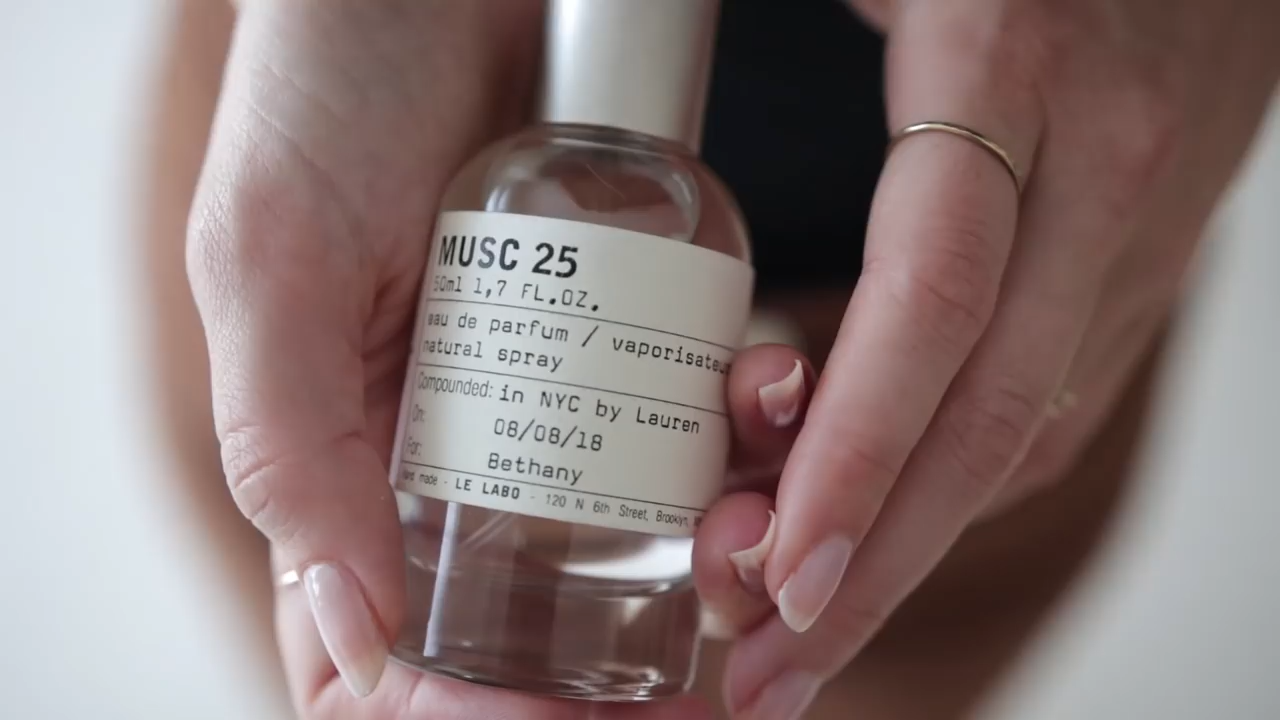 MUSC 25
50ml 1,7 FL.OZ.
eau de parfum / vaporisateur
natural spray
Compounded: in NYC by Lauren
On: 08/08/18
For: Bethany
Hand made - LE LABO - 120 N 6th Street, Brooklyn,